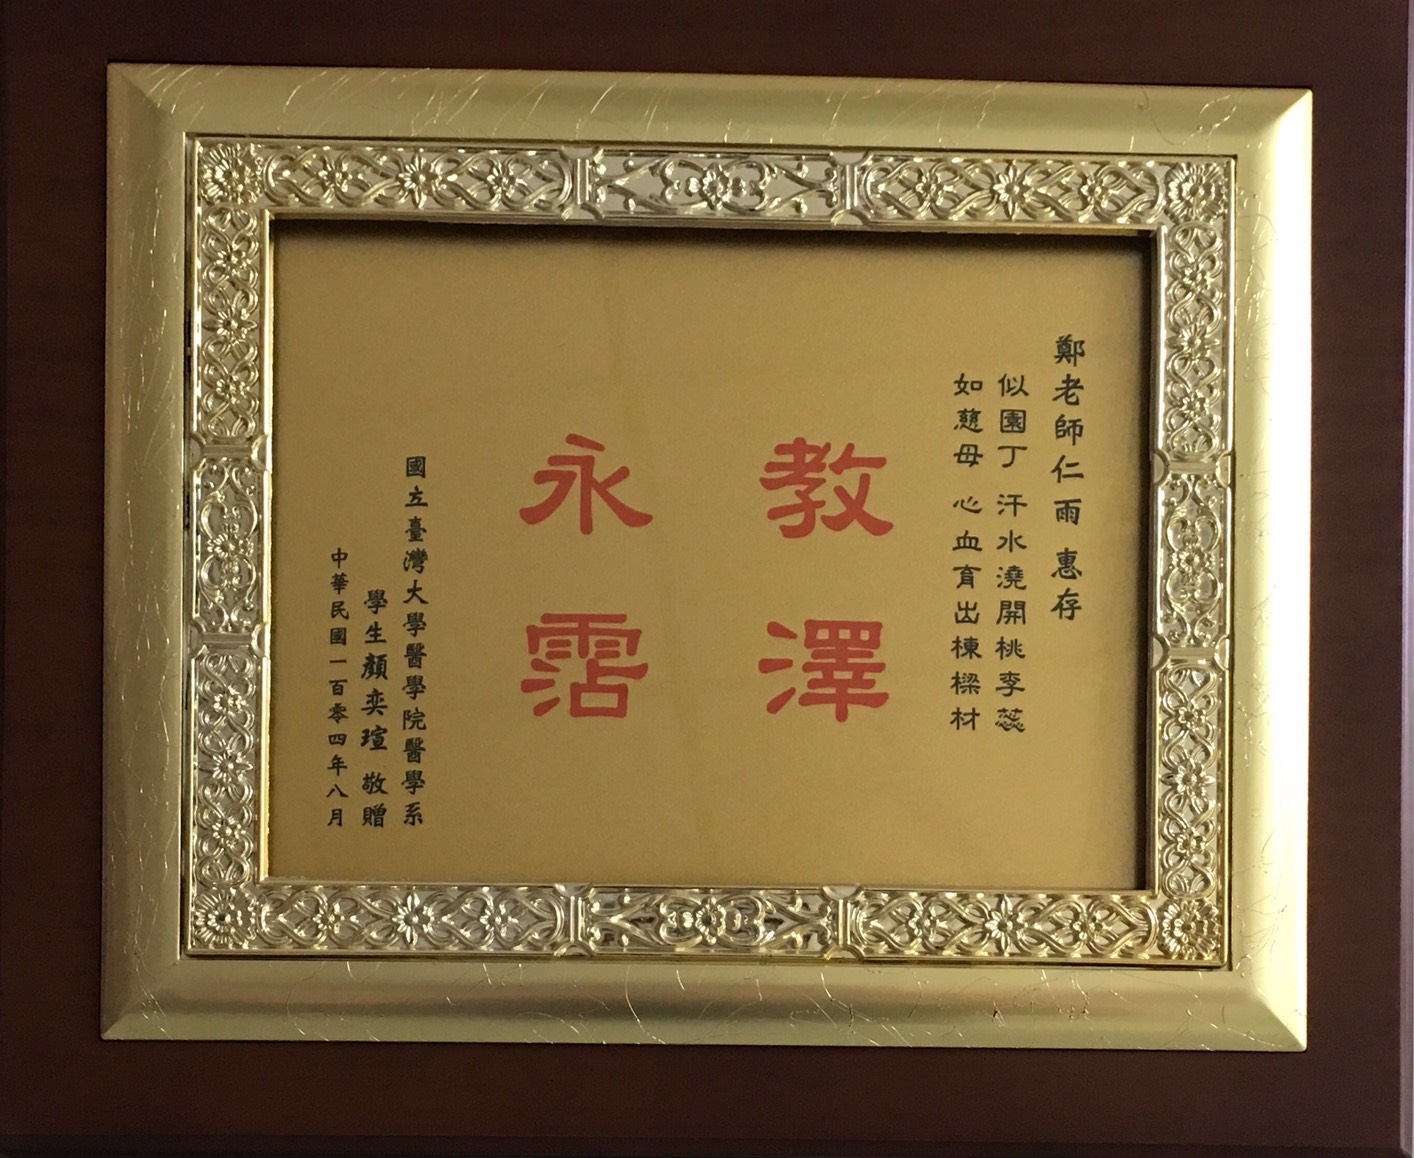 鄭老師仁雨 惠存
似園丁 汗水澆開桃李蕊
如慈母 心血育出棟樑材
教澤
永霑
國立臺灣大學醫學院醫學系
學生顏奕瑄 敬贈
中華民國一百零四年八月